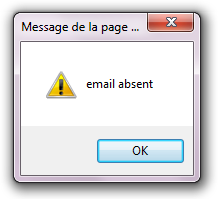 Message de la page ...
email absent
OK